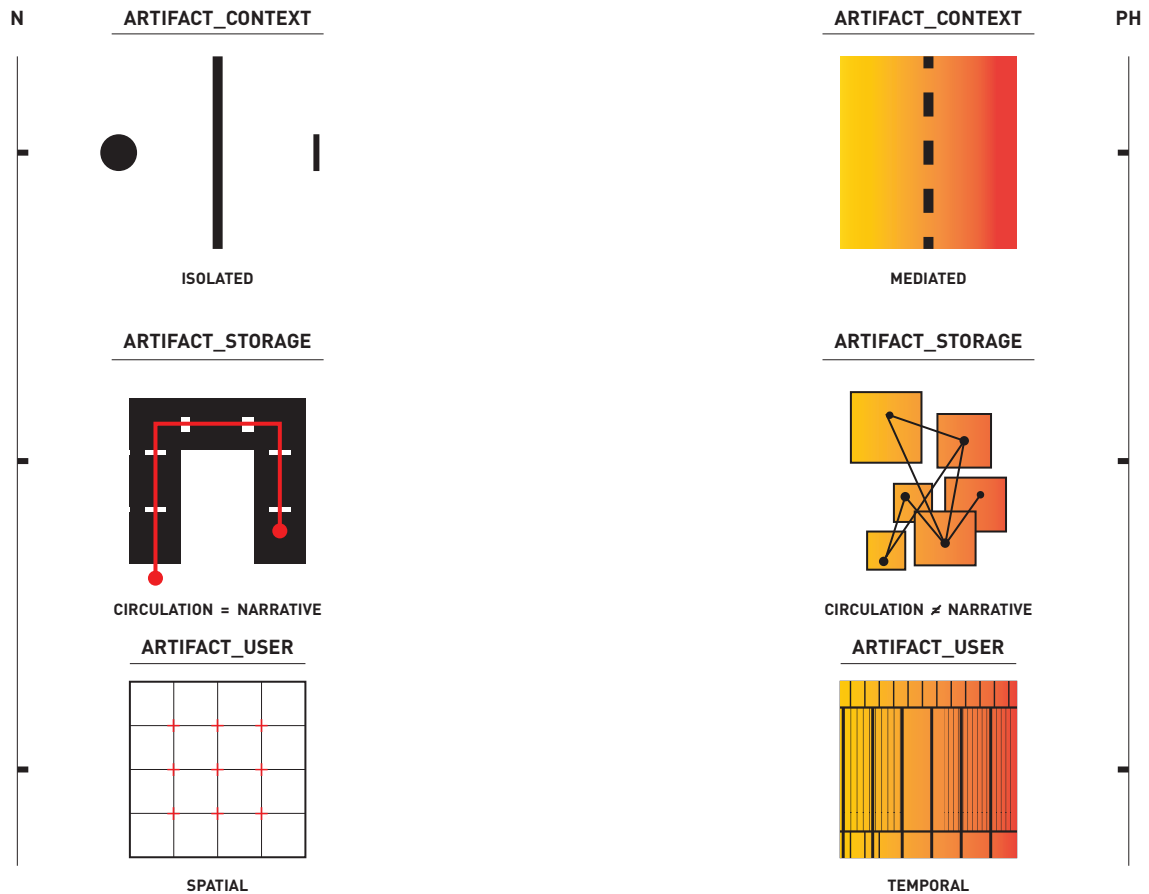 N
ARTIFACT_CONTEXT
ARTIFACT_CONTEXT
PH
ISOLATED
MEDIATED
ARTIFACT_STORAGE
ARTIFACT_STORAGE
CIRCULATION = NARRATIVE
CIRCULATION ≠ NARRATIVE
ARTIFACT_USER
ARTIFACT_USER
SPATIAL
TEMPORAL